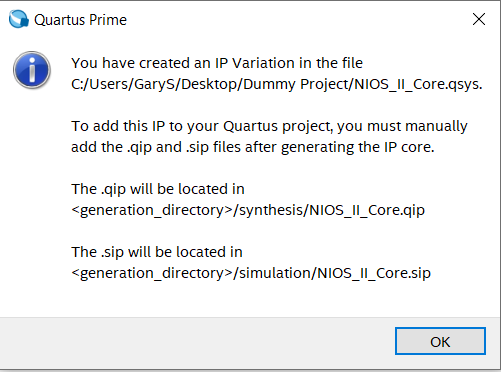 Quartus Prime
You have created an IP Variation in the file
C:/Users/GaryS/Desktop/Dummy Project/NIOS_II_Core.qsys.
To add this IP to your Quartus project, you must manually
add the .qip and .sip files after generating the IP core.
The .qip will be located in
<generation_directory>/synthesis/NIOS_II_Core.qip
The .sip will be located in
<generation_directory>/simulation/NIOS_II_Core.sip
OK